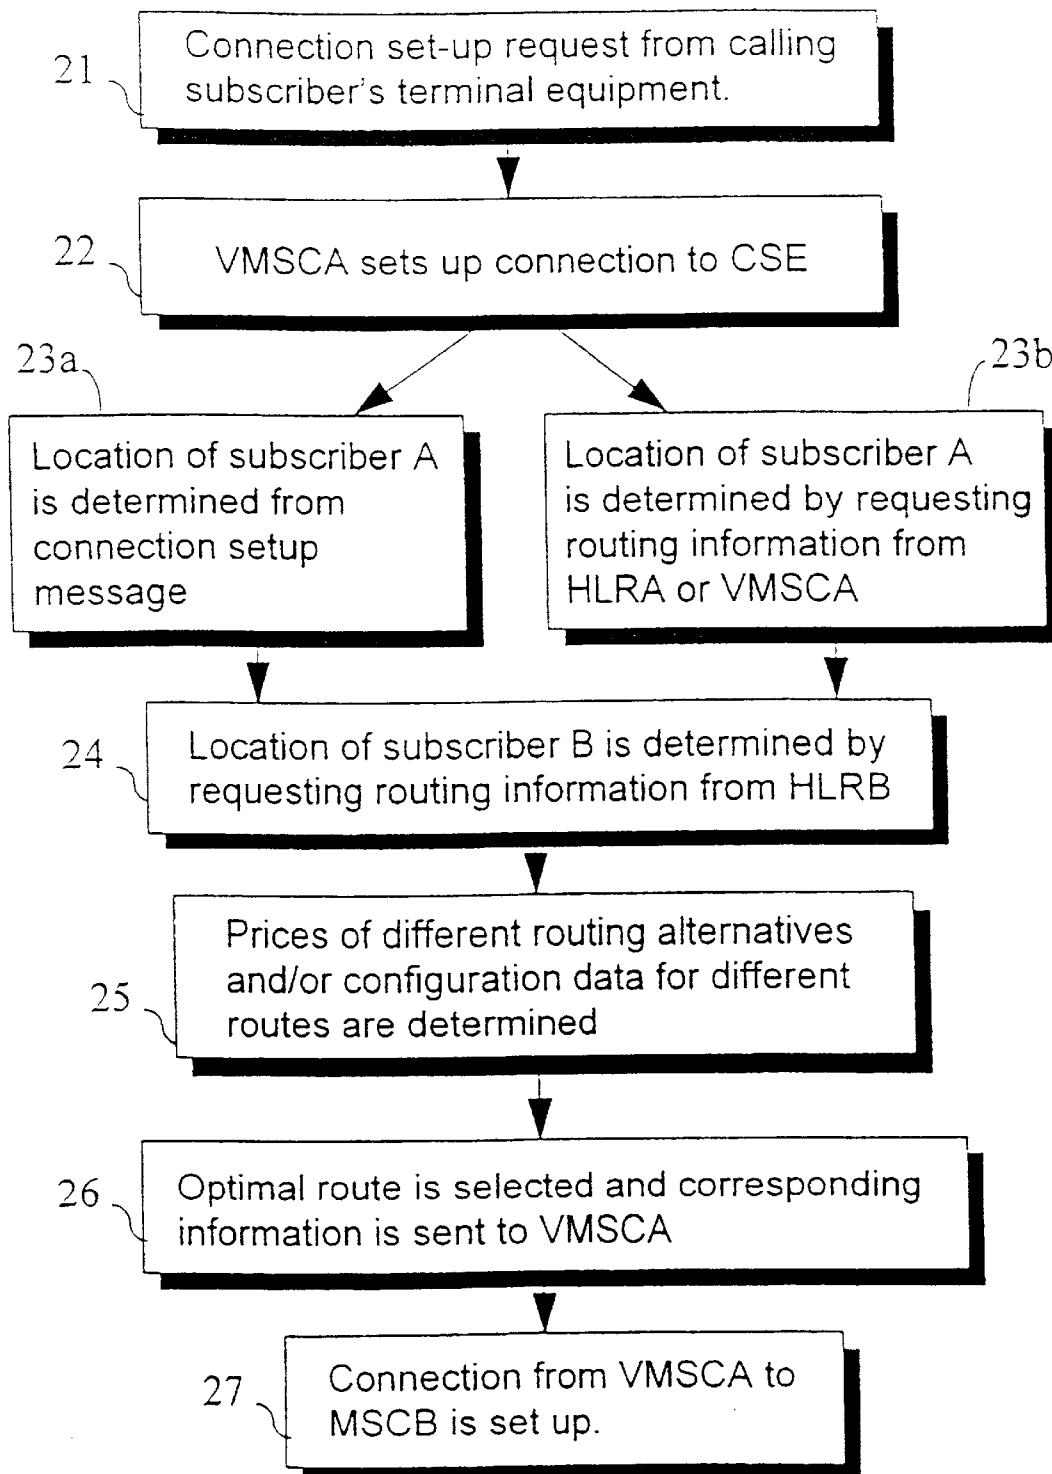 21
Connection set-up request from calling
subscriber's terminal equipment.
22
VMSCA sets up connection to CSE
23a
23b
Location of subscriber A
is determined from
connection setup
message
Location of subscriber A
is determined by requesting
routing information from
HLRA or VMSCA
24
Location of subscriber B is determined by
requesting routing information from HLRB
25
Prices of different routing alternatives
and/or configuration data for different
routes are determined
26
Optimal route is selected and corresponding
information is sent to VMSCA
27
Connection from VMSCA to
MSCB is set up.